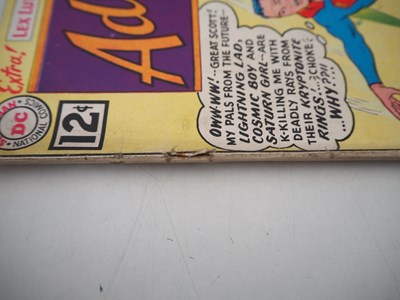 Extra!
LEX LU
Ad
DC
NATIONAL COMICS
12¢
OWW-WW!--GREAT SCOTT!
MY PALS FROM THE FUTURE--
LIGHTNING LAD,
COSMIC BOY AND
SATURN GIRL--ARE
K-KILLING ME WITH
DEADLY RAYS FROM
THEIR KRYPTONITE
RINGS...:CHOKE:
...WHY??!!